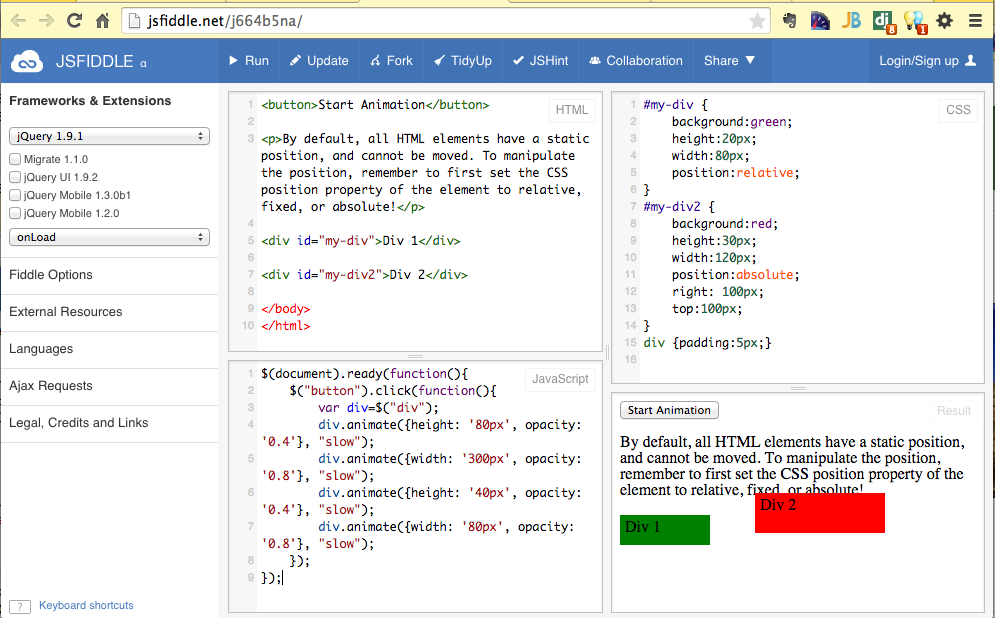 jsfiddle.net/j664b5na/
JB
dj
8
1
JSFIDDLE α
Run
Update
Fork
TidyUp
JSHint
Collaboration
Share
Login/Sign up
Frameworks & Extensions
jQuery 1.9.1
Migrate 1.1.0
jQuery UI 1.9.2
jQuery Mobile 1.3.0b1
jQuery Mobile 1.2.0
onLoad
Fiddle Options
External Resources
Languages
Ajax Requests
Legal, Credits and Links
? Keyboard shortcuts
HTML
1 <button>Start Animation</button>
2
3 <p>By default, all HTML elements have a static
position, and cannot be moved. To manipulate
the position, remember to first set the CSS
position property of the element to relative,
fixed, or absolute!</p>
4
5 <div id="my-div">Div 1</div>
6
7 <div id="my-div2">Div 2</div>
8
9 </body>
10 </html>
CSS
1 #my-div {
2 background:green;
3 height:20px;
4 width:80px;
5 position:relative;
6 }
7 #my-div2 {
8 background:red;
9 height:30px;
10 width:120px;
11 position:absolute;
12 right: 100px;
13 top:100px;
14 }
15 div {padding:5px;}
16
JavaScript
1 $(document).ready(function(){
2 $("button").click(function(){
3 var div=$("div");
4 div.animate({height: '80px', opacity:
'0.4'}, "slow");
5 div.animate({width: '300px', opacity:
'0.8'}, "slow");
6 div.animate({height: '40px', opacity:
'0.4'}, "slow");
7 div.animate({width: '80px', opacity:
'0.8'}, "slow");
8 });
9 });
Start Animation
Result
By default, all HTML elements have a static position,
and cannot be moved. To manipulate the position,
remember to first set the CSS position property of the
element to relative, fixed, or absolute!
Div 2
Div 1